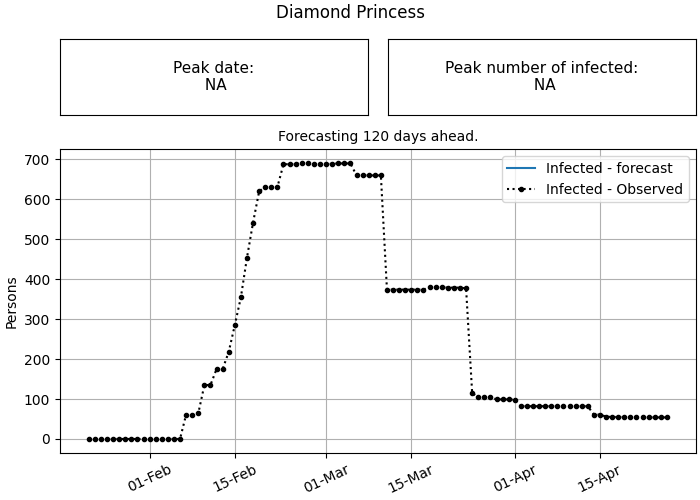 Diamond Princess
Peak date:
NA
Peak number of infected:
NA
Forecasting 120 days ahead.
Infected - forecast
Infected - Observed
Persons
700
600
500
400
300
200
100
0
01-Feb
15-Feb
01-Mar
15-Mar
01-Apr
15-Apr